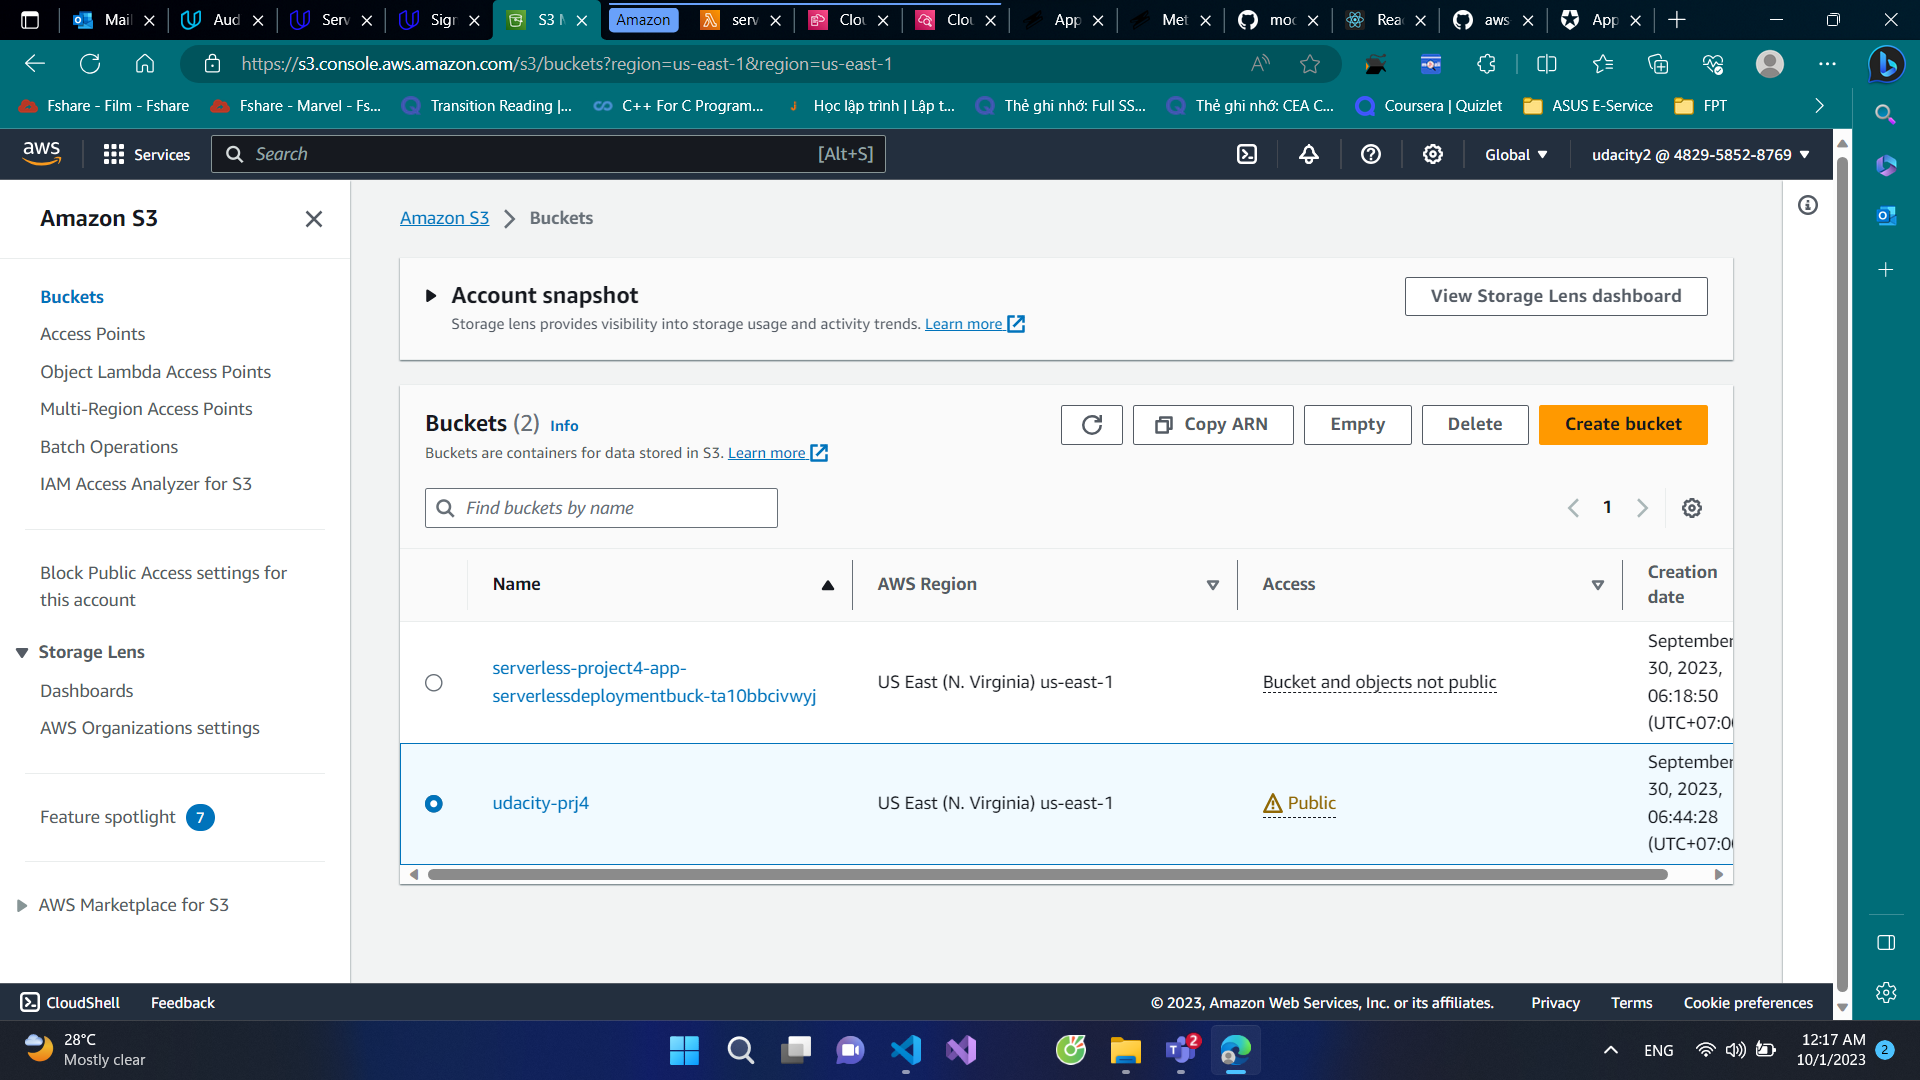 Mail
Aud
Serv
Sign
S3 M
Amazon
serv
Clou
Clou
App
Met
moc
Rea
aws
App
https://s3.console.aws.amazon.com/s3/buckets?region=us-east-1&region=us-east-1
Fshare - Film - Fshare
Fshare - Marvel - Fs...
Transition Reading |...
C++ For C Program...
Học lập trình | Lập t...
Thẻ ghi nhớ: Full SS...
Thẻ ghi nhớ: CEA C...
Coursera | Quizlet
ASUS E-Service
FPT
aws
Services
Search
[Alt+S]
Global
udacity2 @ 4829-5852-8769
Amazon S3
Buckets
Access Points
Object Lambda Access Points
Multi-Region Access Points
Batch Operations
IAM Access Analyzer for S3
Block Public Access settings for
this account
Storage Lens
Dashboards
AWS Organizations settings
Feature spotlight 7
AWS Marketplace for S3
Amazon S3
Buckets
Account snapshot
Storage lens provides visibility into storage usage and activity trends. Learn more
View Storage Lens dashboard
Buckets (2) Info
Buckets are containers for data stored in S3. Learn more
Copy ARN
Empty
Delete
Create bucket
Find buckets by name
1
Name
AWS Region
Access
Creation
date
serverless-project4-app-
serverlessdeploymentbuck-ta10bbcivwyj
US East (N. Virginia) us-east-1
Bucket and objects not public
September
30, 2023,
06:18:50
(UTC+07:00
udacity-prj4
US East (N. Virginia) us-east-1
Public
September
30, 2023,
06:44:28
(UTC+07:00
CloudShell
Feedback
© 2023, Amazon Web Services, Inc. or its affiliates.
Privacy
Terms
Cookie preferences
28°C
Mostly clear
2
ENG
12:17 AM
10/1/2023
2